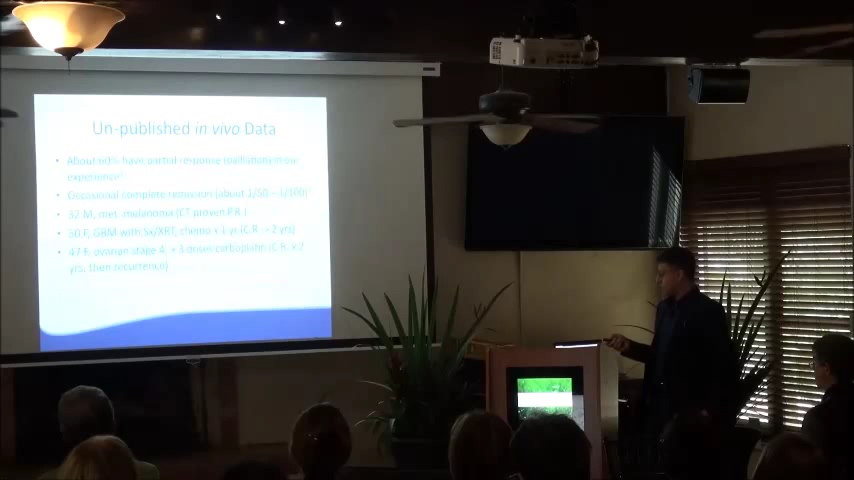 Un-published in vivo Data
• About 60% have partial response (palliation) in our
experience
• Occasional complete remission (about 1/50 – 1/100)
• 32 M, met. melanoma (CT proven P.R.)
• 50 F, GBM with Sx/XRT, chemo x 1 yr (C.R. 2 yrs)
• 47 F, ovarian stage 4, + 3 doses carboplatin (C.R. x 2
yrs, then recurrence)